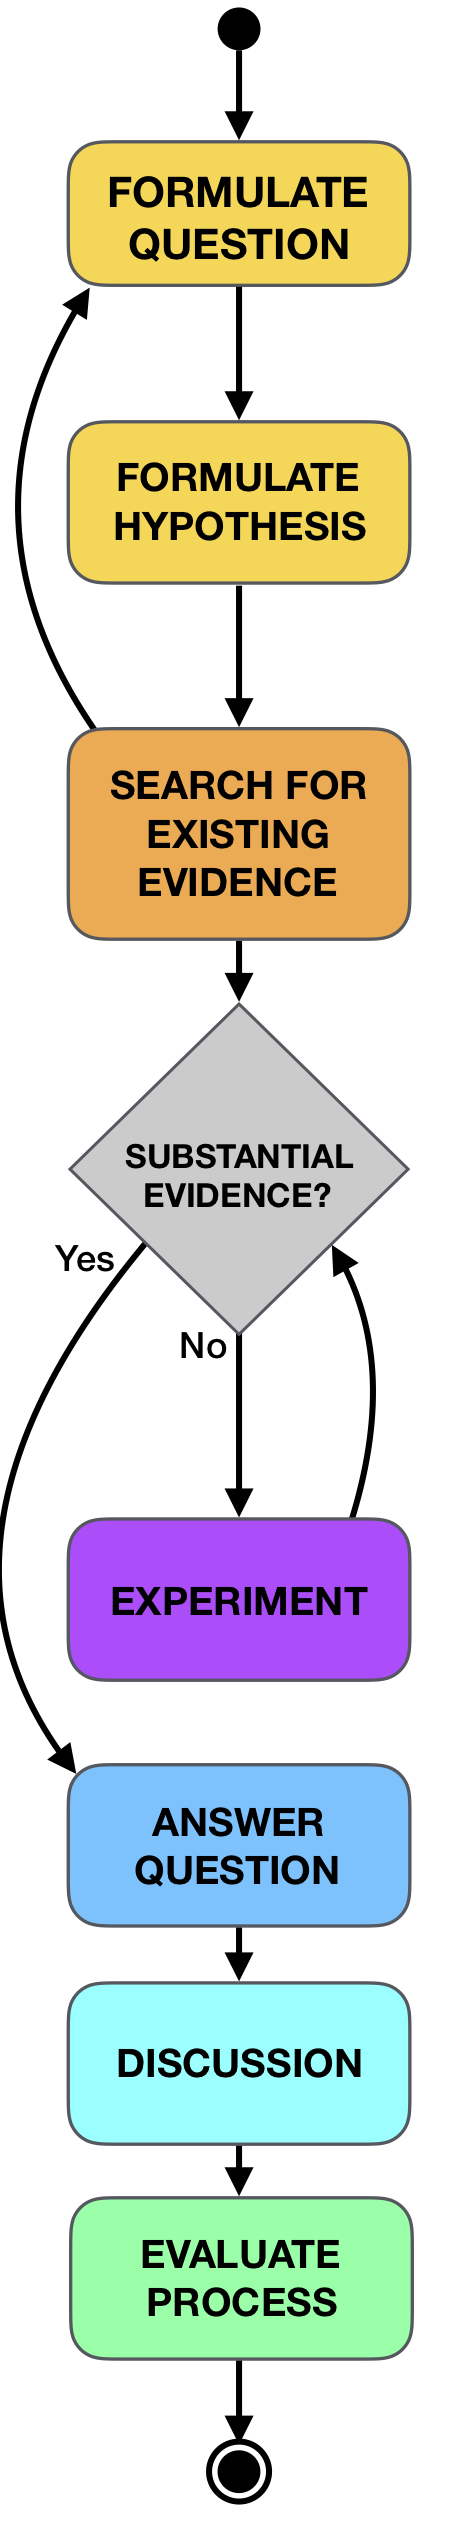 FORMULATE
QUESTION
FORMULATE
HYPOTHESIS
SEARCH FOR
EXISTING
EVIDENCE
SUBSTANTIAL
EVIDENCE?
Yes
No
EXPERIMENT
ANSWER
QUESTION
DISCUSSION
EVALUATE
PROCESS